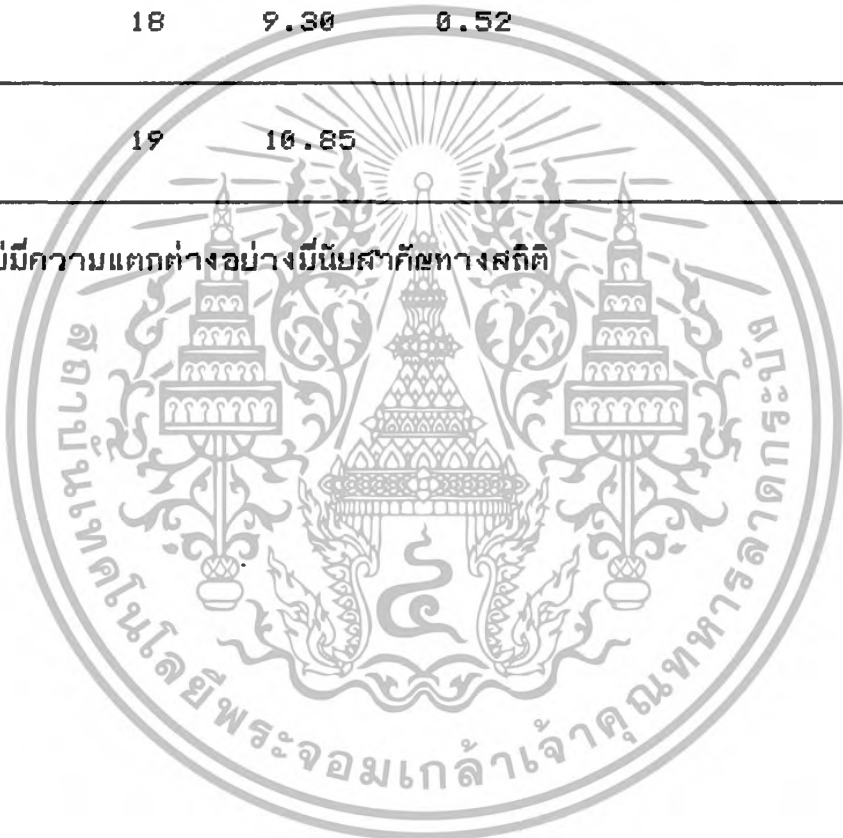 18 9.30 0.52
19 10.85
มีความแตกต่างอย่างมีนัยสำคัญทางสถิติ
สถาบันเทคโนโลยีพระจอมเกล้าเจ้าคุณทหารลาดกระบัง